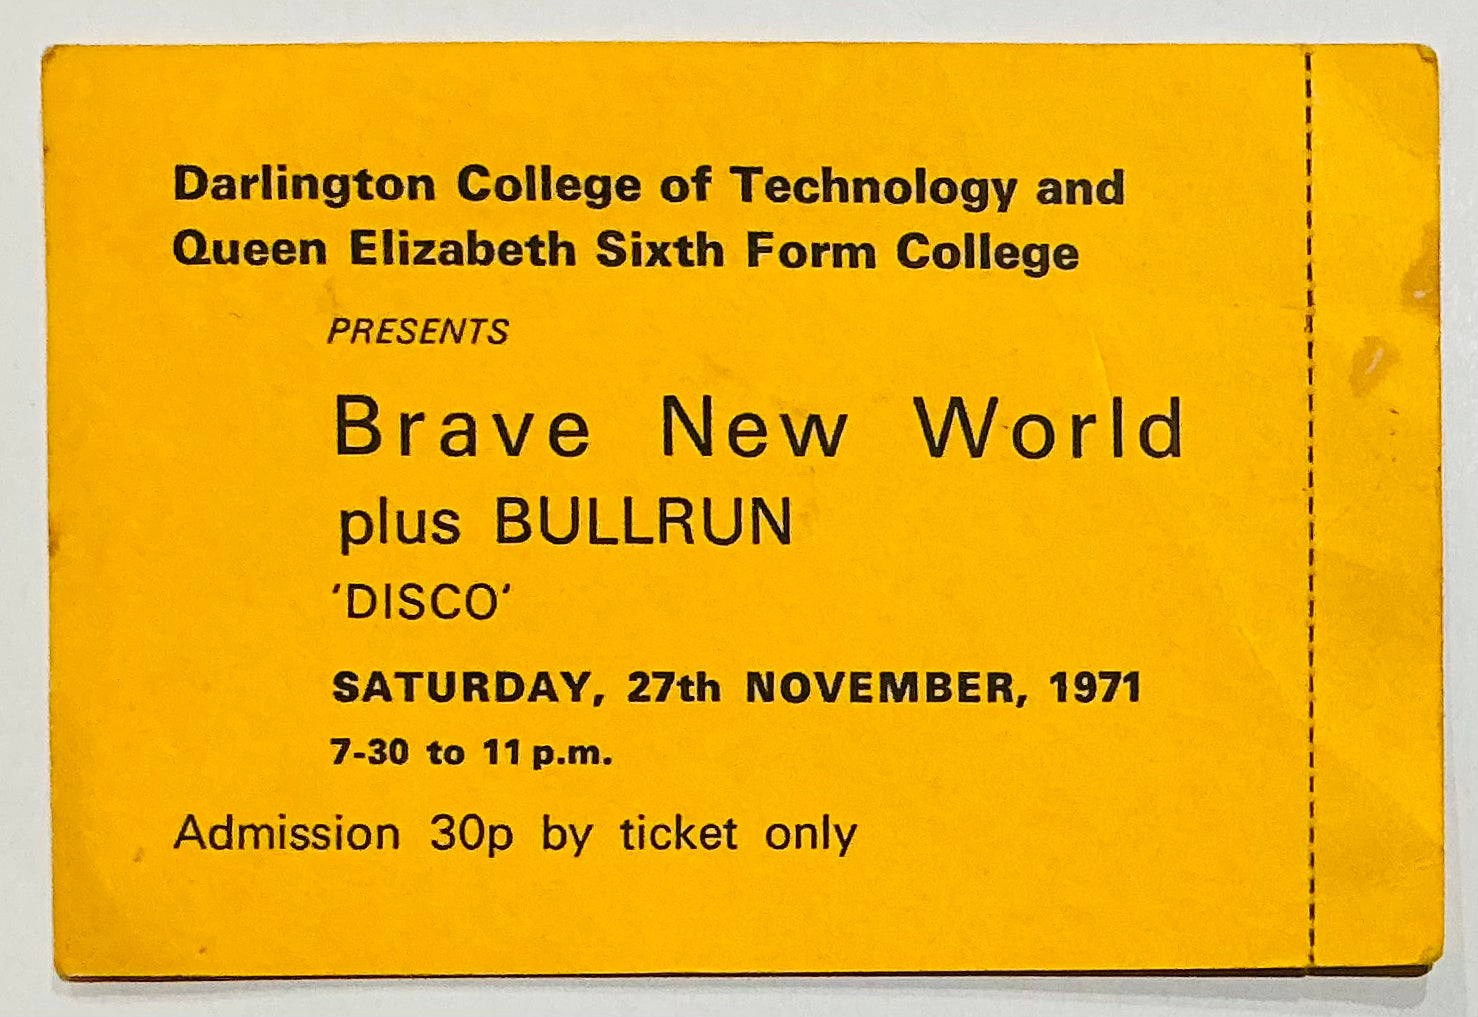 Darlington College of Technology and
Queen Elizabeth Sixth Form College
PRESENTS
Brave New World
plus BULLRUN
‘DISCO’
SATURDAY, 27th NOVEMBER, 1971
7-30 to 11 p.m.
Admission 30p by ticket only